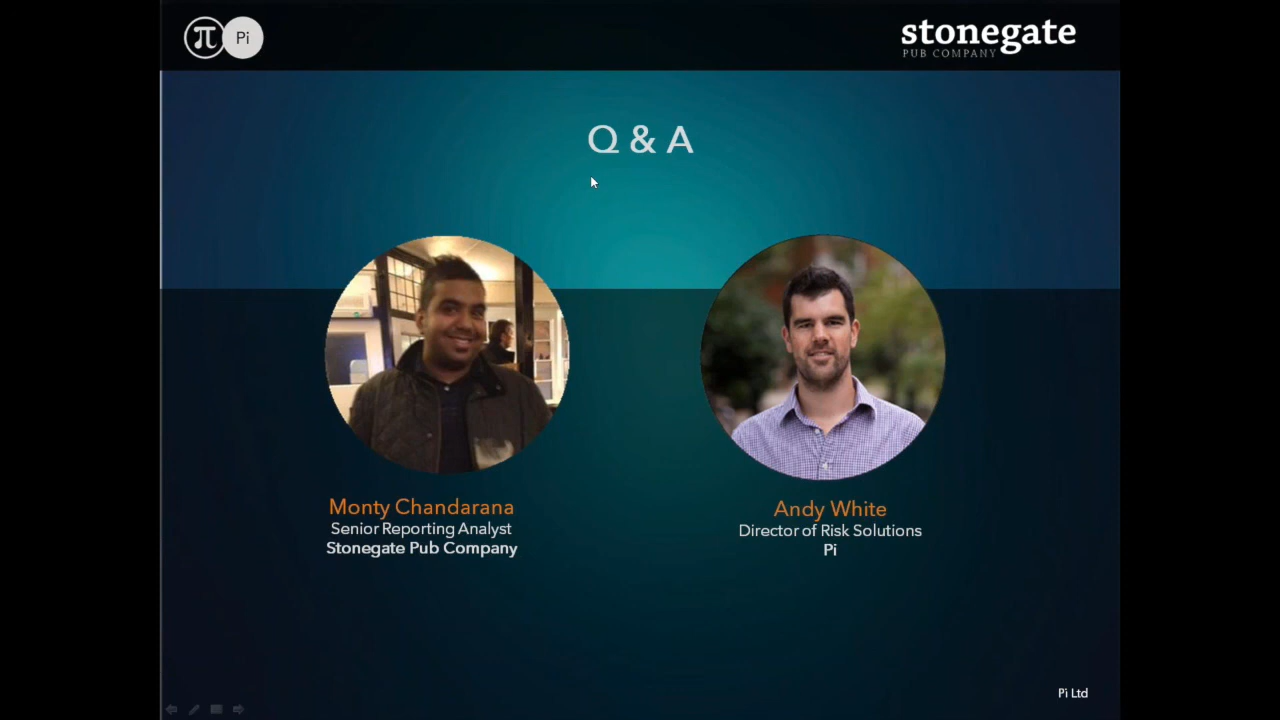 π Pi
stonegate
PUB COMPANY
Q & A
Monty Chandarana
Senior Reporting Analyst
Stonegate Pub Company
Andy White
Director of Risk Solutions
Pi
Pi Ltd